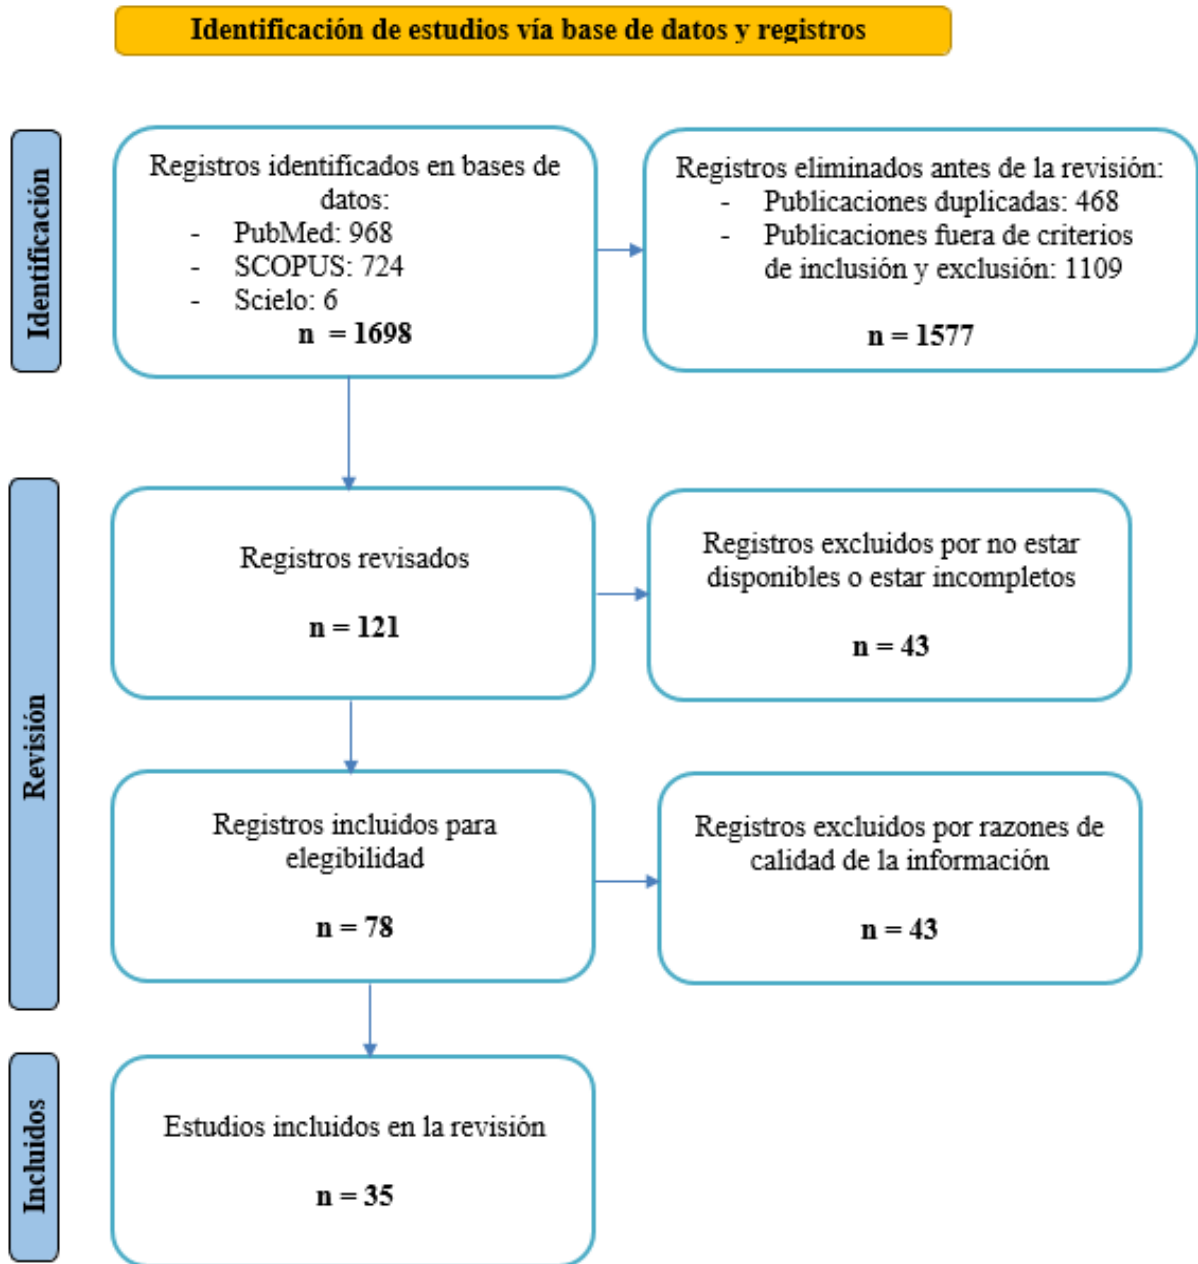 Identificación de estudios vía base de datos y registros
Identificación
Registros identificados en bases de
datos:
- PubMed: 968
- SCOPUS: 724
- Scielo: 6
n = 1698
Registros eliminados antes de la revisión:
- Publicaciones duplicadas: 468
- Publicaciones fuera de criterios
de inclusión y exclusión: 1109
n = 1577
Revisión
Registros revisados
n = 121
Registros excluidos por no estar
disponibles o estar incompletos
n = 43
Registros incluidos para
elegibilidad
n = 78
Registros excluidos por razones de
calidad de la información
n = 43
Incluidos
Estudios incluidos en la revisión
n = 35